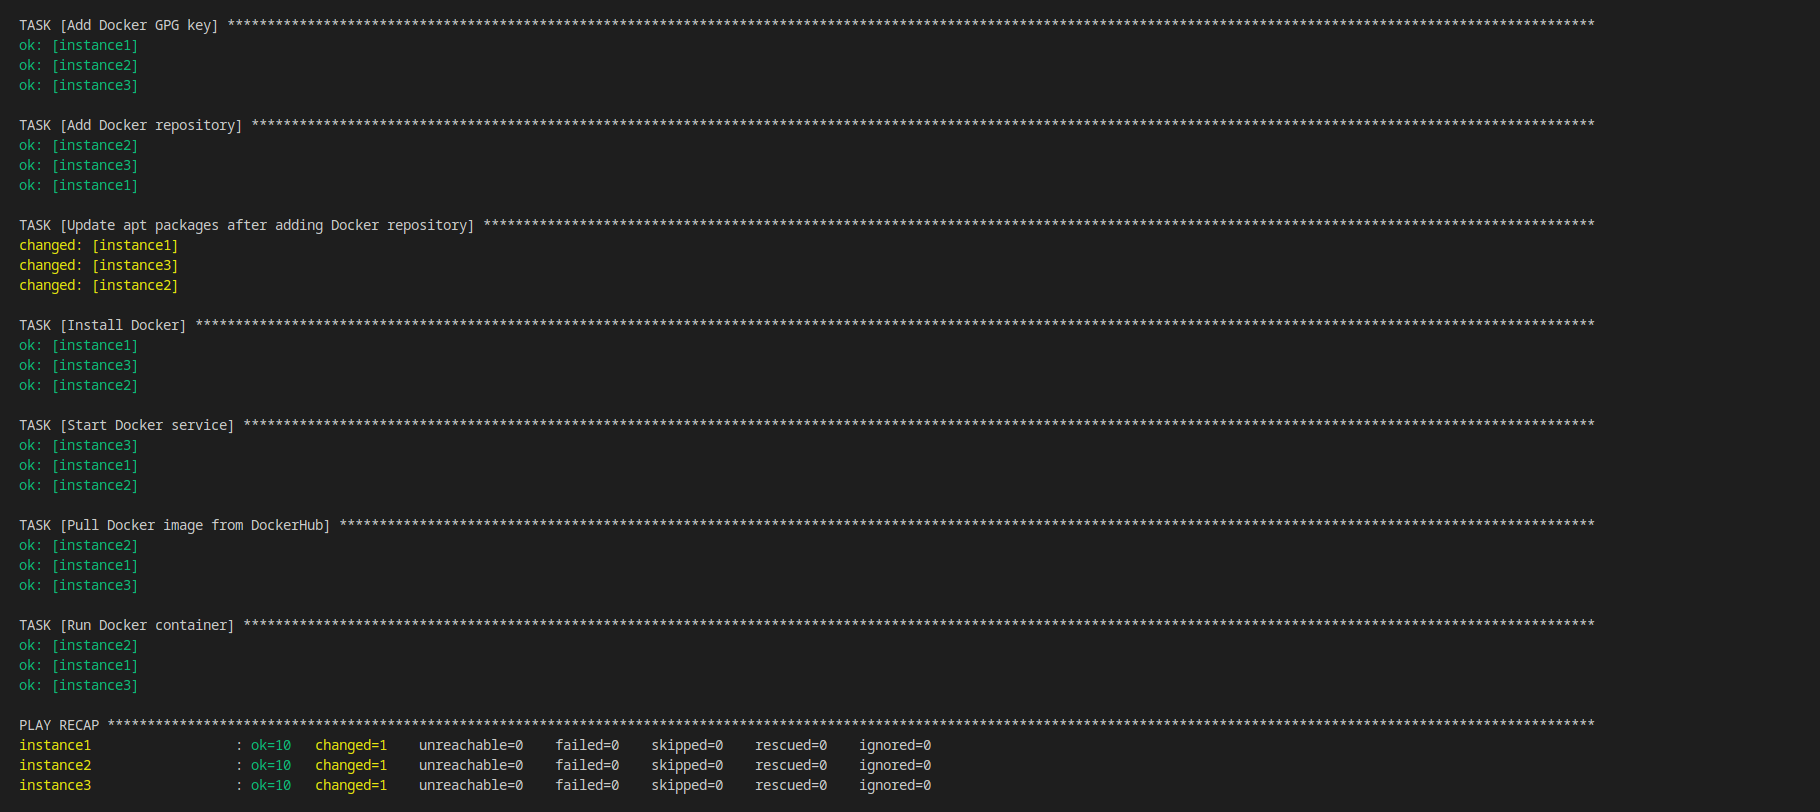 TASK [Add Docker GPG key] ***************************************************************************************************************************************************************************
ok: [instance1]
ok: [instance2]
ok: [instance3]
TASK [Add Docker repository] ************************************************************************************************************************************************************************
ok: [instance2]
ok: [instance3]
ok: [instance1]
TASK [Update apt packages after adding Docker repository] *******************************************************************************************************************************************
changed: [instance1]
changed: [instance3]
changed: [instance2]
TASK [Install Docker] *******************************************************************************************************************************************************************************
ok: [instance1]
ok: [instance3]
ok: [instance2]
TASK [Start Docker service] *************************************************************************************************************************************************************************
ok: [instance3]
ok: [instance1]
ok: [instance2]
TASK [Pull Docker image from DockerHub] *************************************************************************************************************************************************************
ok: [instance2]
ok: [instance1]
ok: [instance3]
TASK [Run Docker container] *************************************************************************************************************************************************************************
ok: [instance2]
ok: [instance1]
ok: [instance3]
PLAY RECAP ******************************************************************************************************************************************************************************************
instance1                  : ok=10   changed=1    unreachable=0    failed=0    skipped=0    rescued=0    ignored=0
instance2                  : ok=10   changed=1    unreachable=0    failed=0    skipped=0    rescued=0    ignored=0
instance3                  : ok=10   changed=1    unreachable=0    failed=0    skipped=0    rescued=0    ignored=0